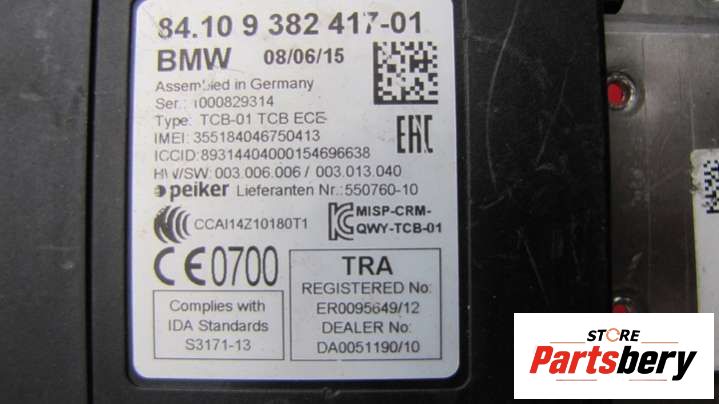 84.10 9 382 417-01
BMW 08/06/15
Assembled in Germany
Ser.: 1000829314
Type: TCB-01 TCB ECE
IMEI: 355184046750413
ICCID: 89314404000154696638
HW/SW: 003.006.006 / 003.013.040
peiker Lieferanten Nr.: 550760-10
CCAI14Z10180T1
MISP-CRM-
QWY-TCB-01
CE 0700
Complies with
IDA Standards
S3171-13
TRA
REGISTERED No:
ER0095649/12
DEALER No:
DA0051190/10
EAC
STORE
Partsbery